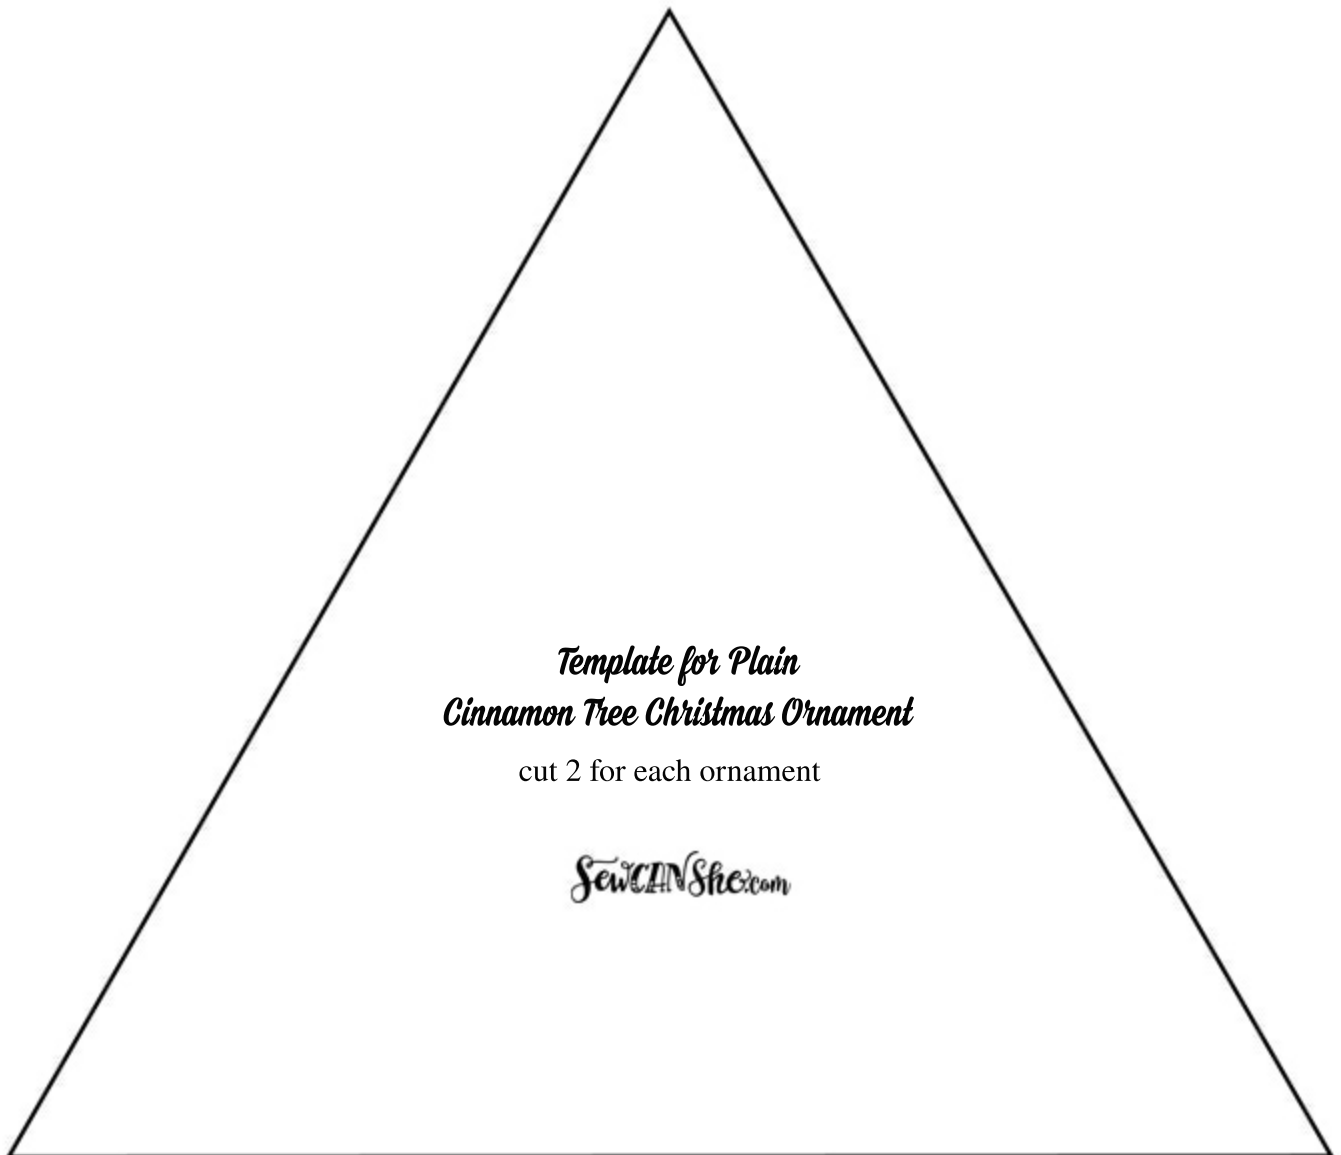 Template for Plain
Cinnamon Tree Christmas Ornament
cut 2 for each ornament
SewCANShe.com